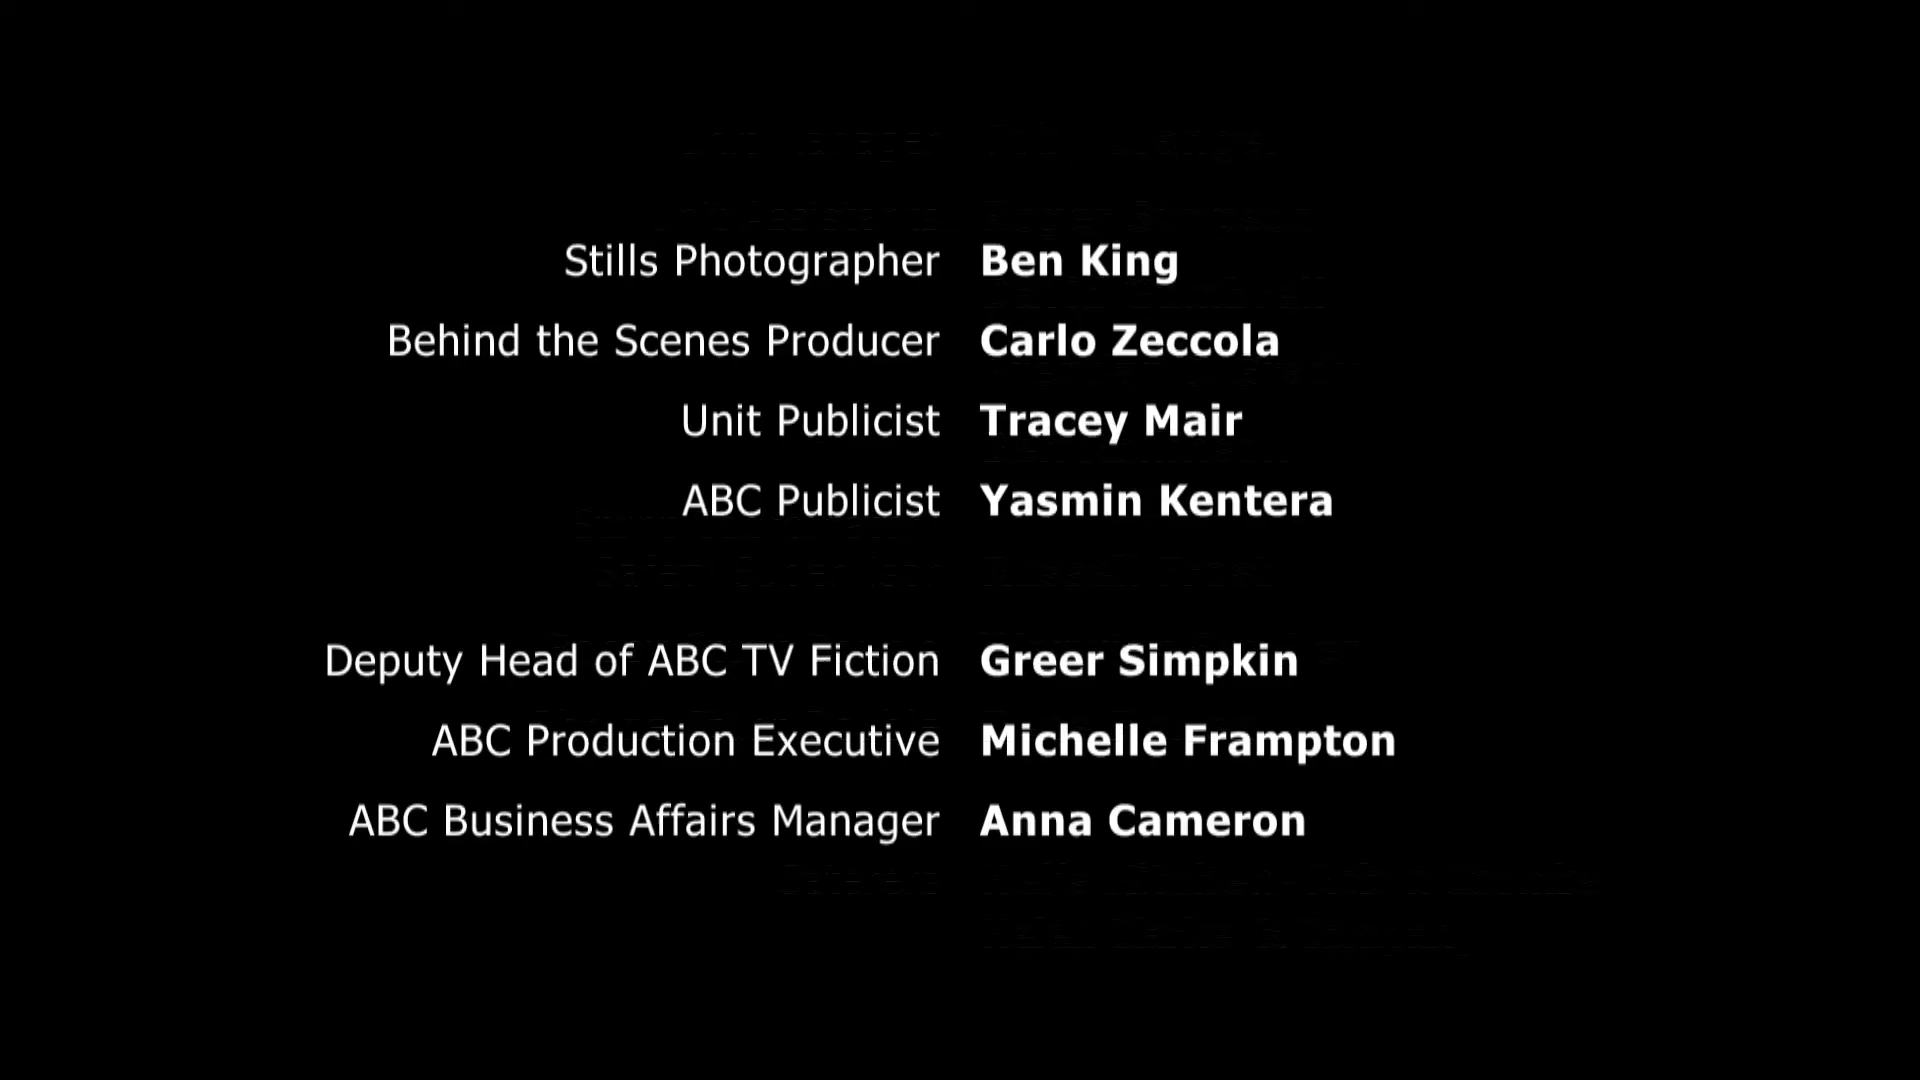 Stills Photographer Ben King
Behind the Scenes Producer Carlo Zeccola
Unit Publicist Tracey Mair
ABC Publicist Yasmin Kentera
Deputy Head of ABC TV Fiction Greer Simpkin
ABC Production Executive Michelle Frampton
ABC Business Affairs Manager Anna Cameron